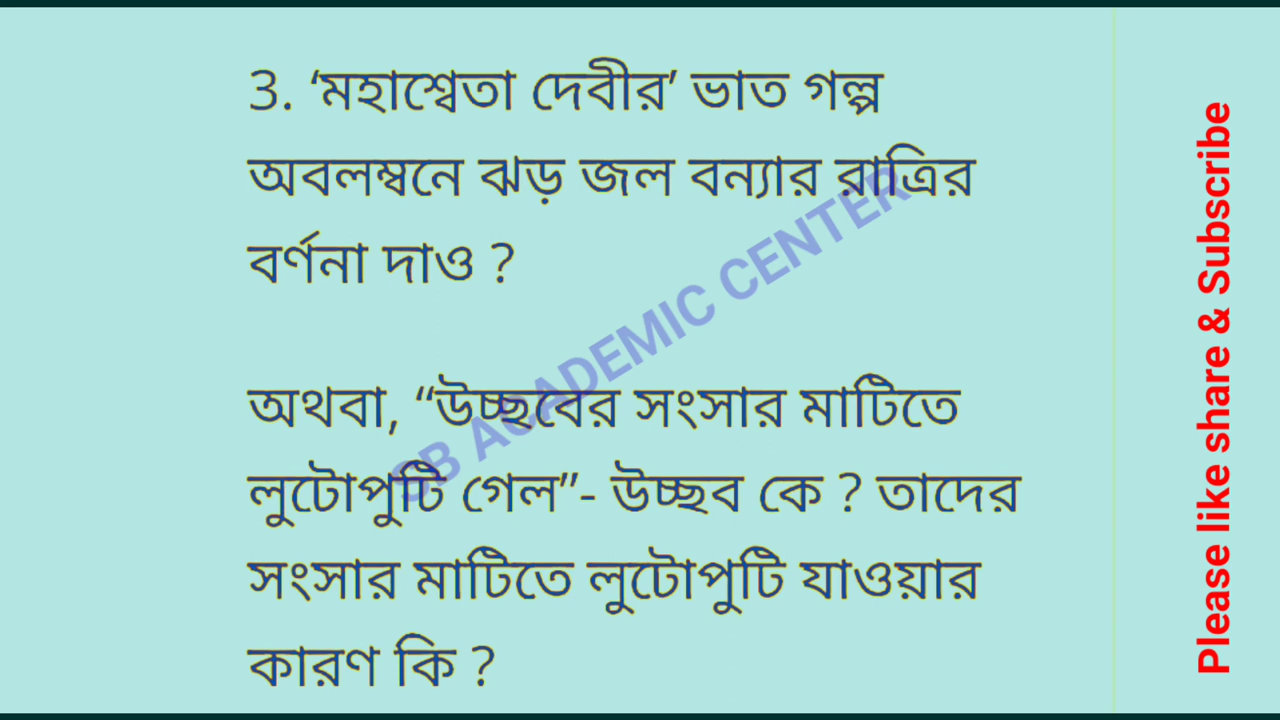 3. ‘মহাশ্বেতা দেবীর’ ভাত গল্প
অবলম্বনে ঝড় জল বন্যার রাত্রির
বর্ণনা দাও ?
অথবা, “উচ্ছবের সংসার মাটিতে
লুটোপুটি গেল”- উচ্ছব কে ? তাদের
সংসার মাটিতে লুটোপুটি যাওয়ার
কারণ কি ?
SB ACADEMIC CENTER
Please like share & Subscribe